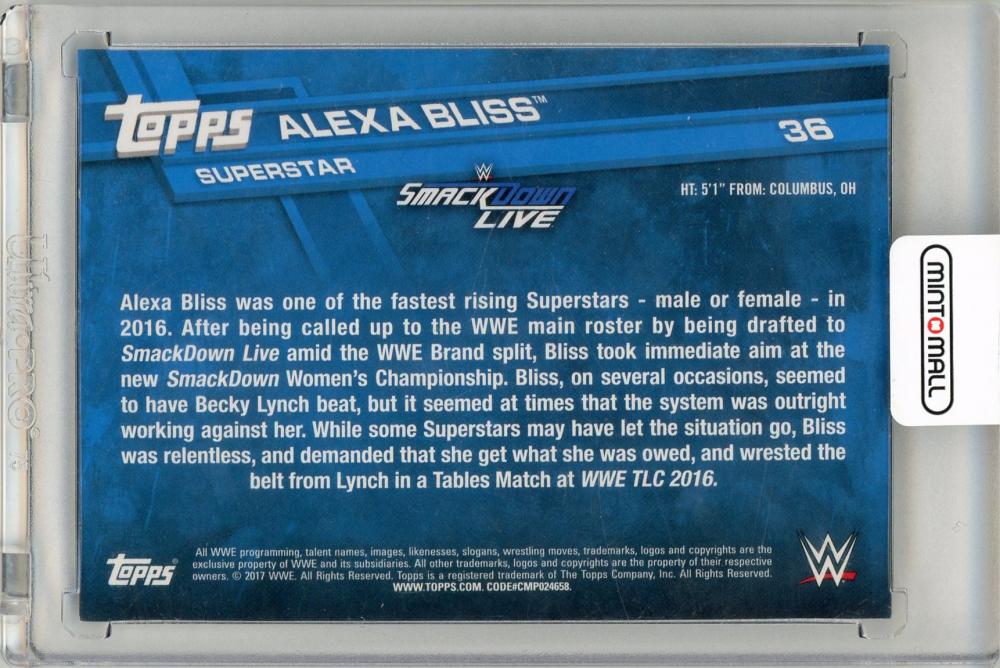 TOPPS ALEXA BLISS™ 36
SUPERSTAR
W
SMACKDOWN
LIVE
HT: 5'1" FROM: COLUMBUS, OH
Alexa Bliss was one of the fastest rising Superstars - male or female - in
2016. After being called up to the WWE main roster by being drafted to
SmackDown Live amid the WWE Brand split, Bliss took immediate aim at the
new SmackDown Women's Championship. Bliss, on several occasions, seemed
to have Becky Lynch beat, but it seemed at times that the system was outright
working against her. While some Superstars may have let the situation go, Bliss
was relentless, and demanded that she get what she was owed, and wrested the
belt from Lynch in a Tables Match at WWE TLC 2016.
TOPPS®
All WWE programming, talent names, images, likenesses, slogans, wrestling moves, trademarks, logos and copyrights are the
exclusive property of WWE and its subsidiaries. All other trademarks, logos and copyrights are the property of their respective
owners. © 2017 WWE. All Rights Reserved. Topps is a registered trademark of The Topps Company, Inc. All Rights Reserved.
WWW.TOPPS.COM. CODE#CMP024658.
W
MINTOMALL
UltraPRO®